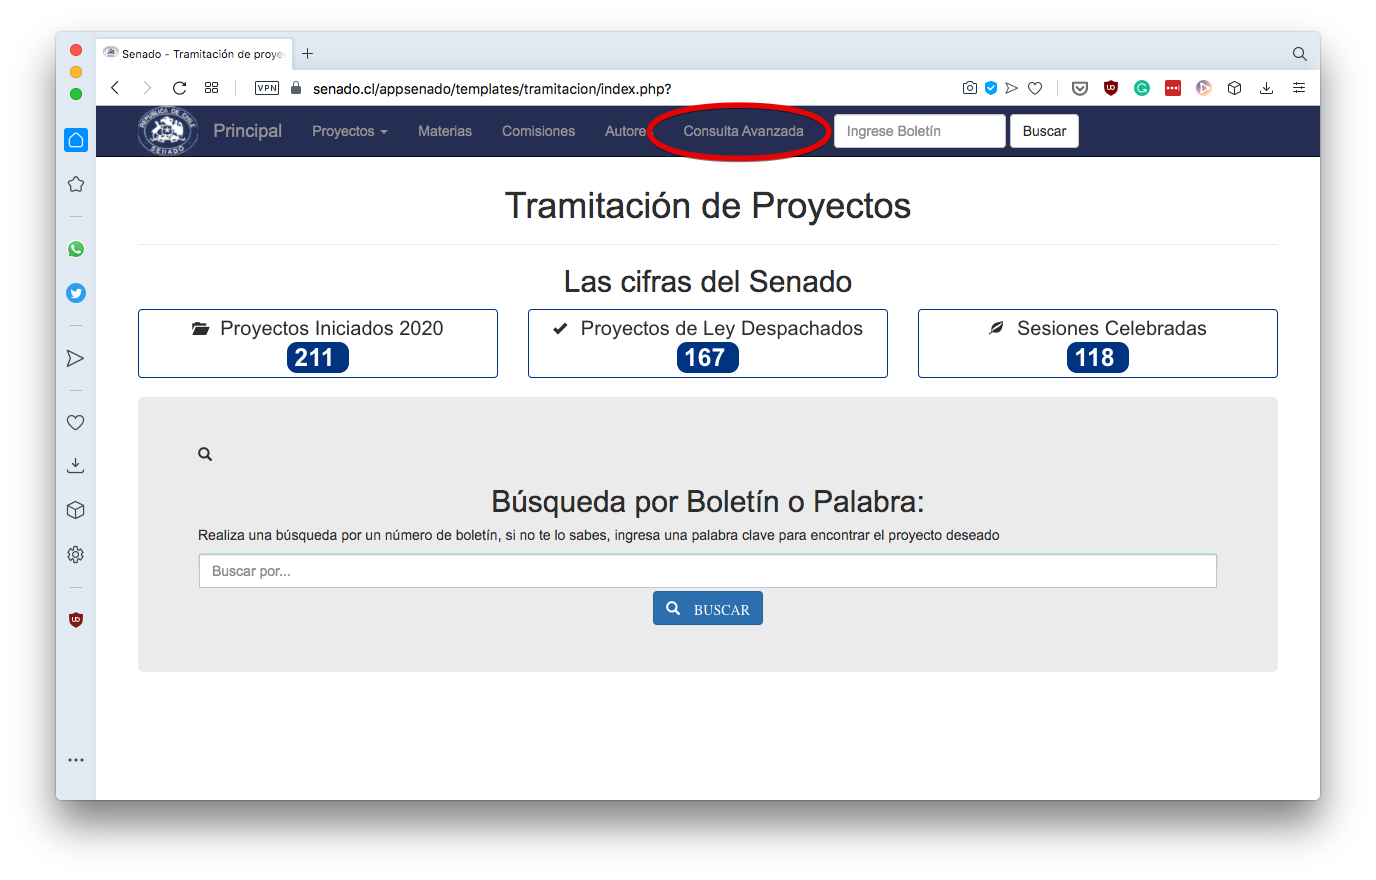 Senado - Tramitación de proye
VPN senado.cl/appsenado/templates/tramitacion/index.php?
REPUBLICA DE CHILE
SENADO
Principal Proyectos Materias Comisiones Autore Consulta Avanzada Ingrese Boletín Buscar
Tramitación de Proyectos
Las cifras del Senado
Proyectos Iniciados 2020
211
Proyectos de Ley Despachados
167
Sesiones Celebradas
118
Búsqueda por Boletín o Palabra:
Realiza una búsqueda por un número de boletín, si no te lo sabes, ingresa una palabra clave para encontrar el proyecto deseado
Buscar por...
BUSCAR